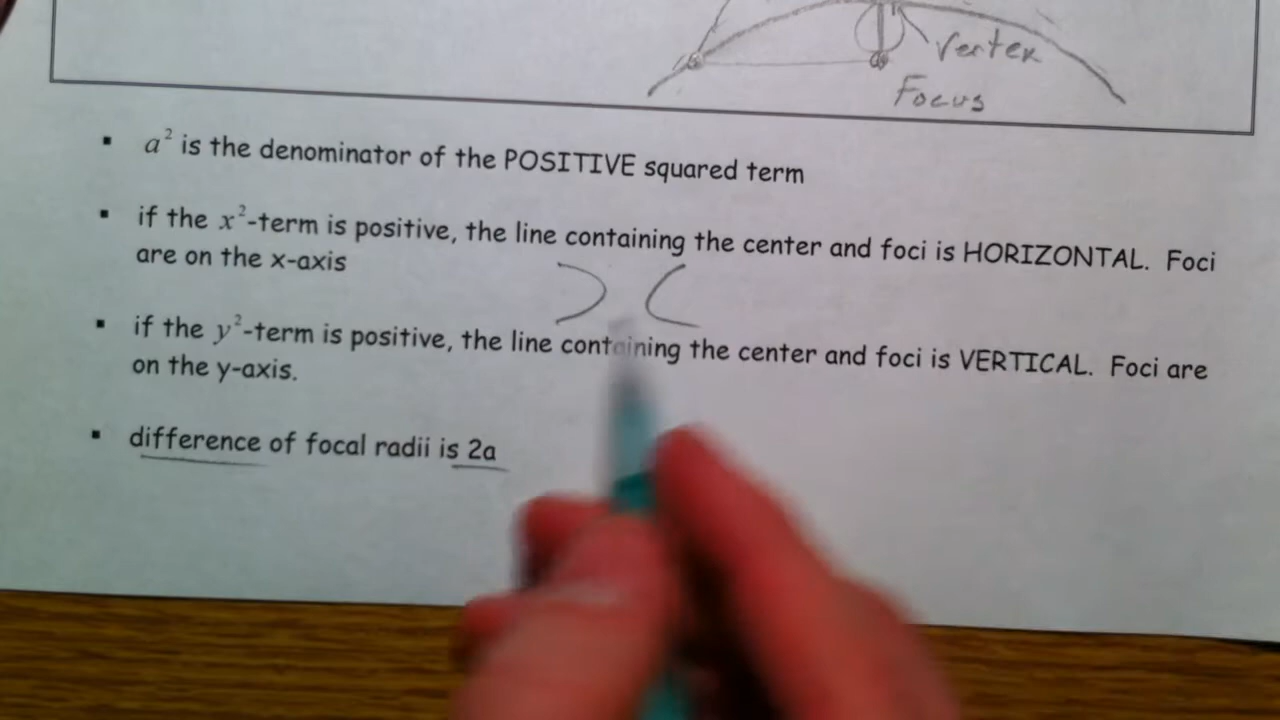 Vertex
Focus
a² is the denominator of the POSITIVE squared term
if the x²-term is positive, the line containing the center and foci is HORIZONTAL. Foci
are on the x-axis
if the y²-term is positive, the line containing the center and foci is VERTICAL. Foci are
on the y-axis.
difference of focal radii is 2a